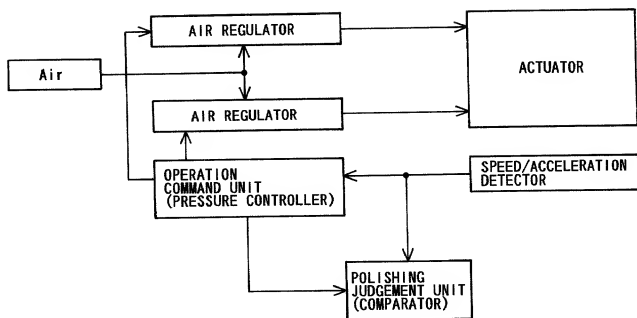 AIR REGULATOR
Air
ACTUATOR
AIR REGULATOR
OPERATION
COMMAND UNIT
(PRESSURE CONTROLLER)
SPEED/ACCELERATION
DETECTOR
POLISHING
JUDGEMENT UNIT
(COMPARATOR)